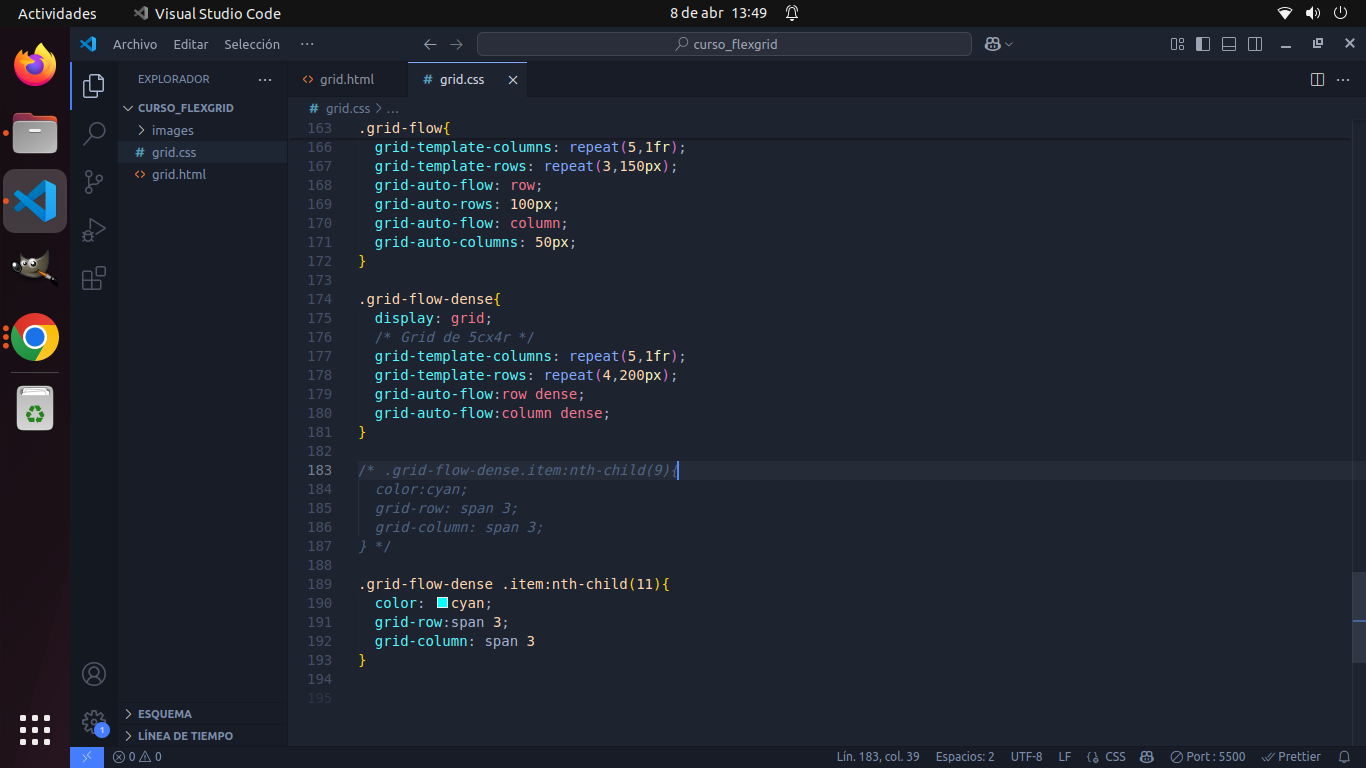 Actividades
Visual Studio Code
8 de abr 13:49
Archivo Editar Selección ···
curso_flexgrid
EXPLORADOR ···
grid.html
# grid.css
CURSO_FLEXGRID
images
# grid.css
grid.html
# grid.css > ...
163 .grid-flow{
166 grid-template-columns: repeat(5,1fr);
167 grid-template-rows: repeat(3,150px);
168 grid-auto-flow: row;
169 grid-auto-rows: 100px;
170 grid-auto-flow: column;
171 grid-auto-columns: 50px;
172 }
173
174 .grid-flow-dense{
175 display: grid;
176 /* Grid de 5cx4r */
177 grid-template-columns: repeat(5,1fr);
178 grid-template-rows: repeat(4,200px);
179 grid-auto-flow:row dense;
180 grid-auto-flow:column dense;
181 }
182
183 /* .grid-flow-dense.item:nth-child(9){
184 color:cyan;
185 grid-row: span 3;
186 grid-column: span 3;
187 } */
188
189 .grid-flow-dense .item:nth-child(11){
190 color: cyan;
191 grid-row:span 3;
192 grid-column: span 3
193 }
194
195
ESQUEMA
LÍNEA DE TIEMPO
1
0 0
Lín. 183, col. 39 Espacios: 2 UTF-8 LF {} CSS Port : 5500 Prettier